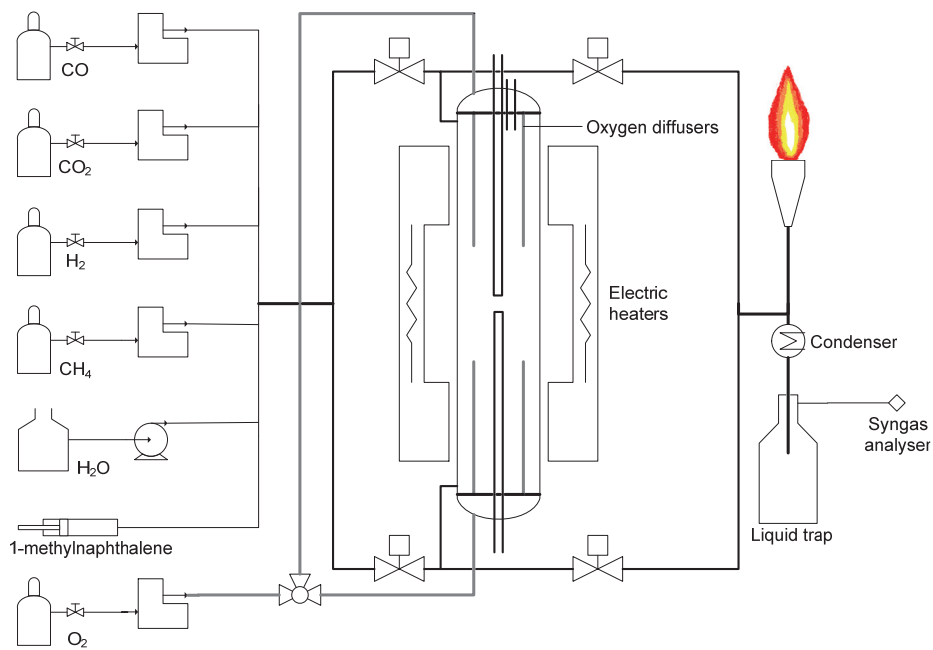 CO
CO₂
H₂
CH₄
H₂O
1-methylnaphthalene
O₂
Oxygen diffusers
Electric
heaters
Condenser
Syngas
analyser
Liquid trap